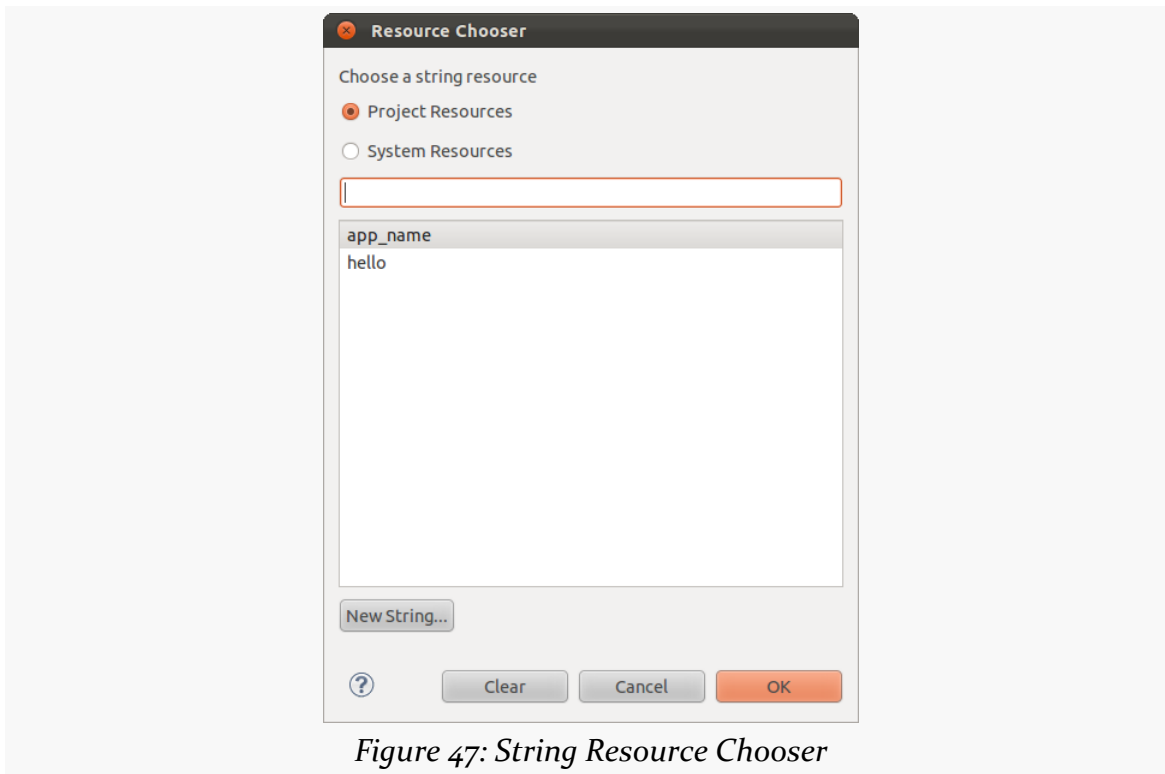 Resource Chooser
Choose a string resource
Project Resources
System Resources
app_name
hello
New String...
? Clear Cancel OK
Figure 47: String Resource Chooser